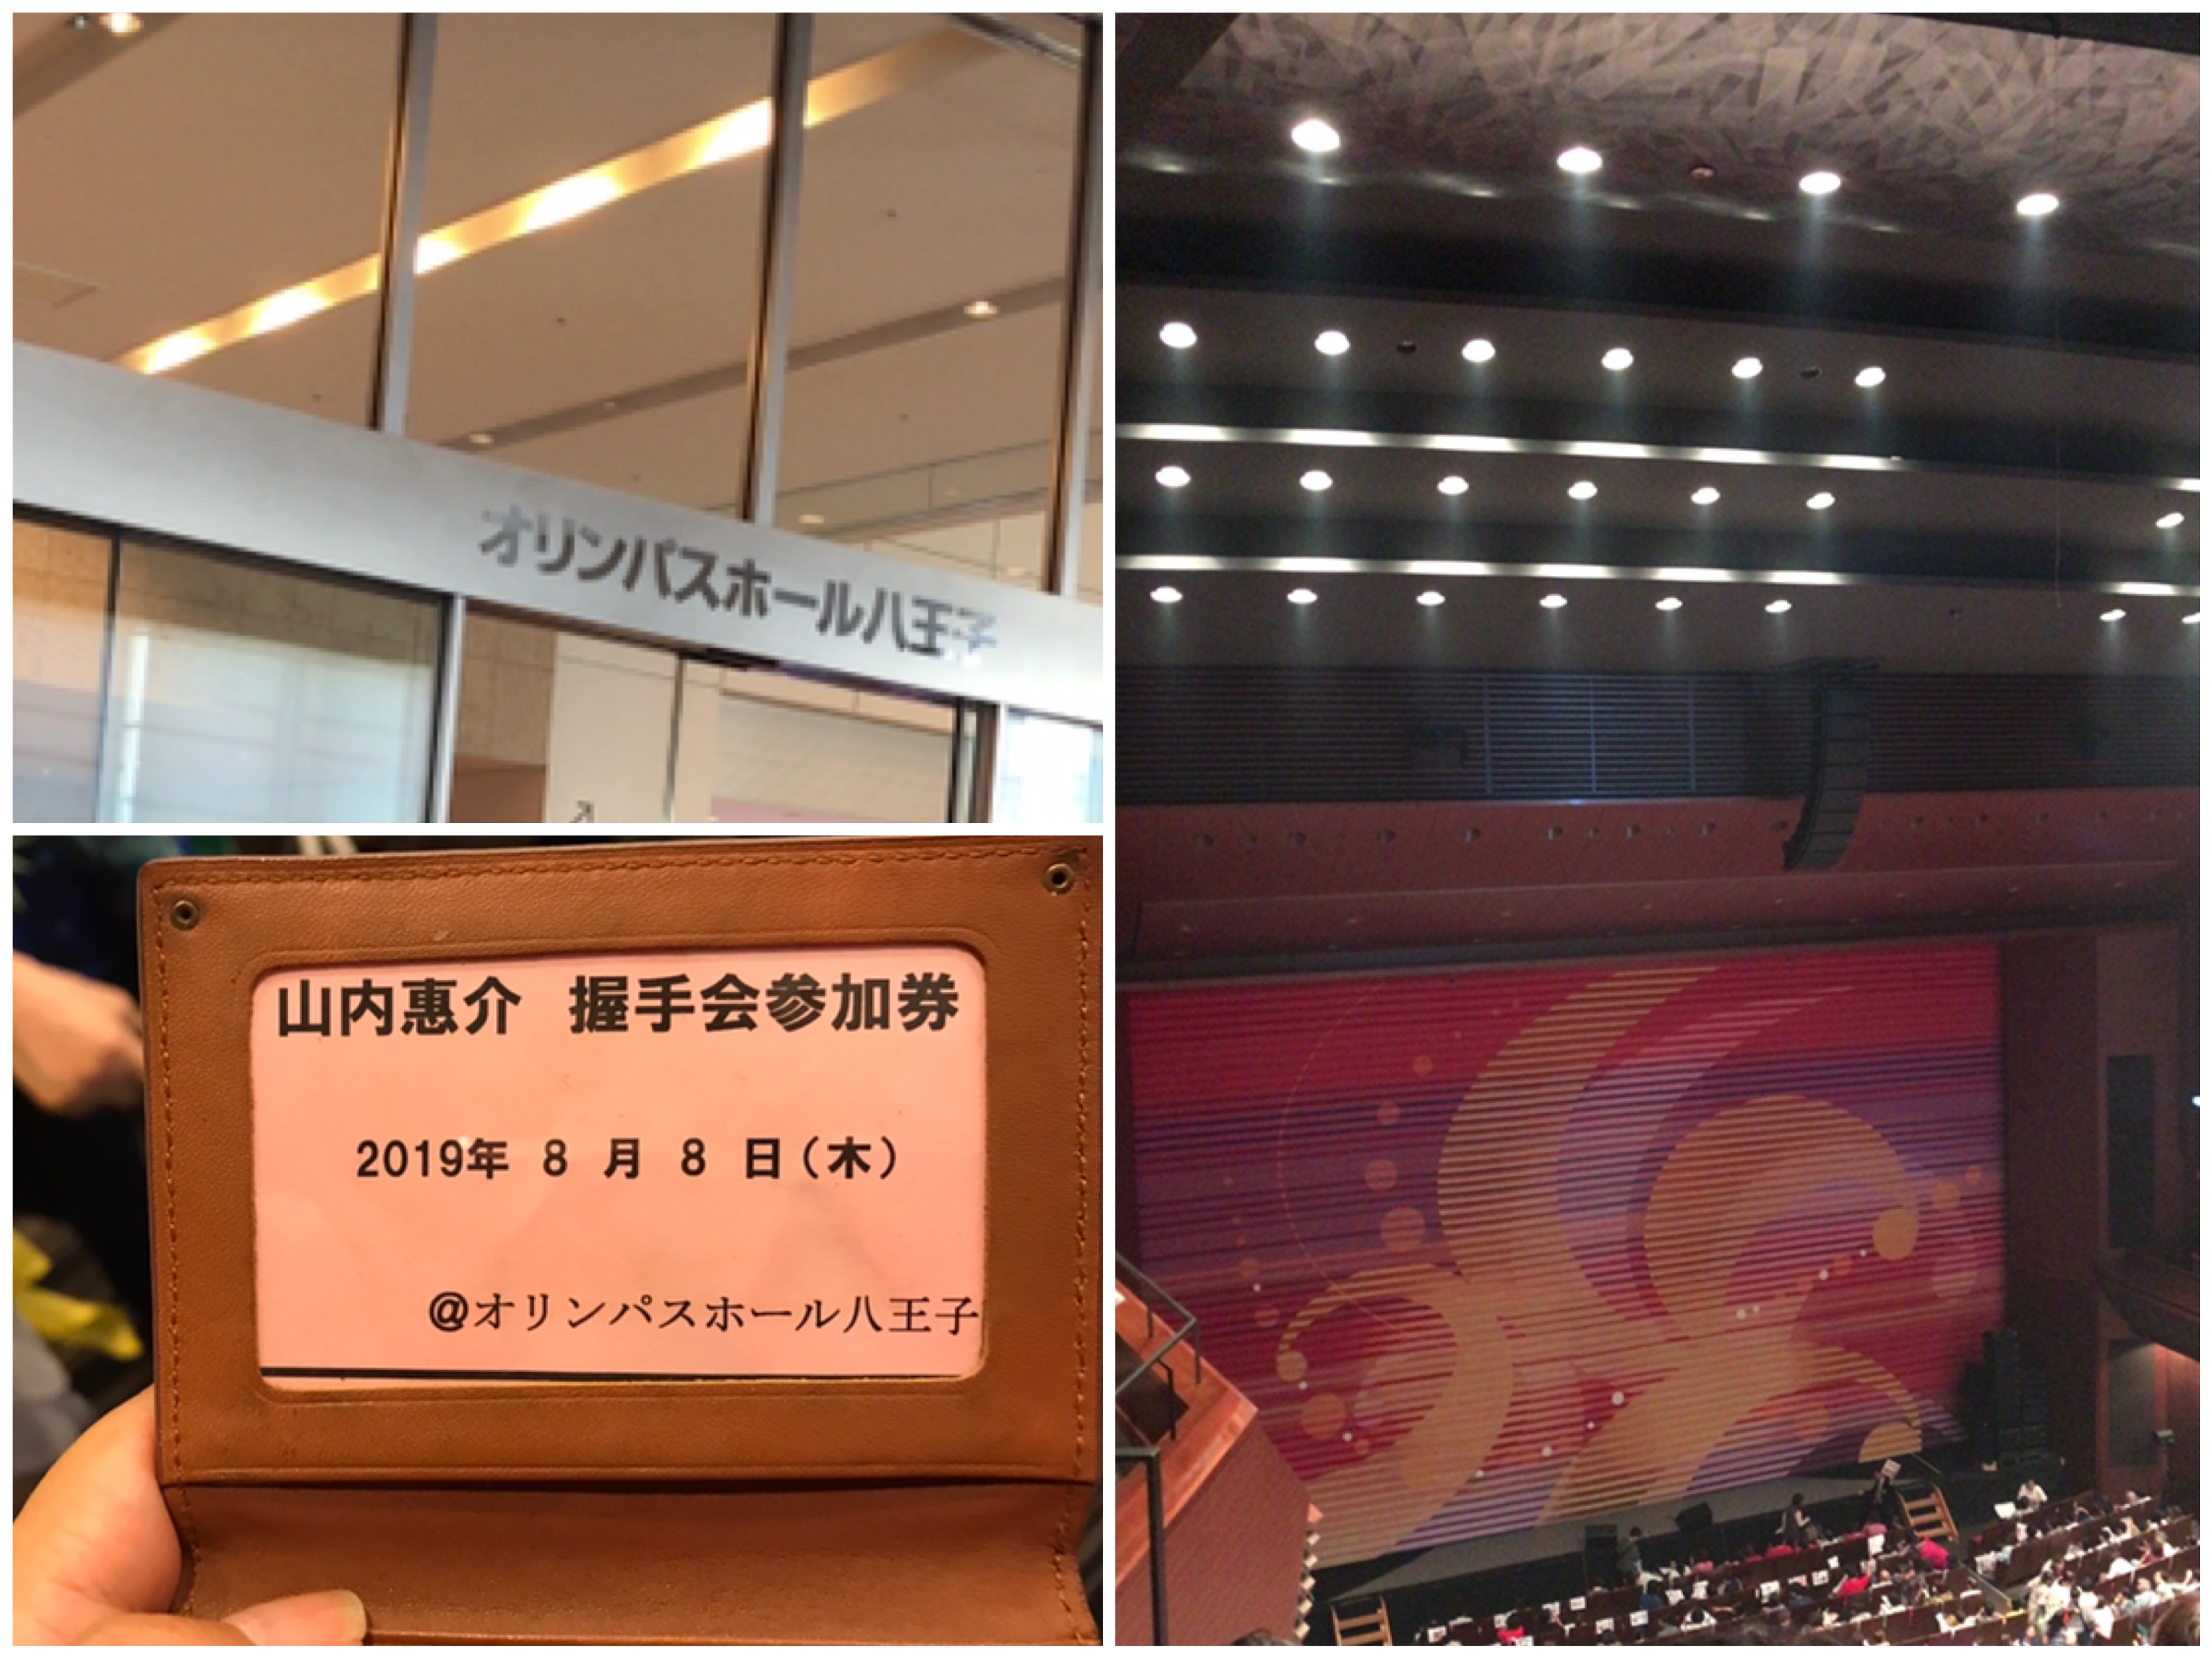 オリンパスホール八王子
山内惠介 握手会参加券
2019年 8 月 8 日（木）
@オリンパスホール八王子